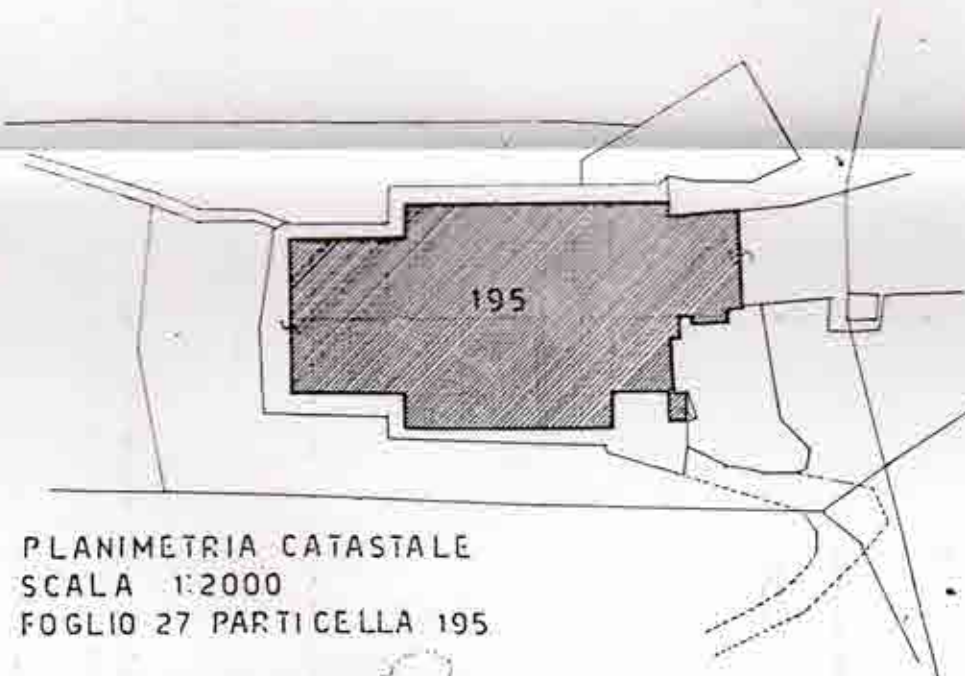 195
PLANIMETRIA CATASTALE
SCALA 1:2000
FOGLIO 27 PARTICELLA 195